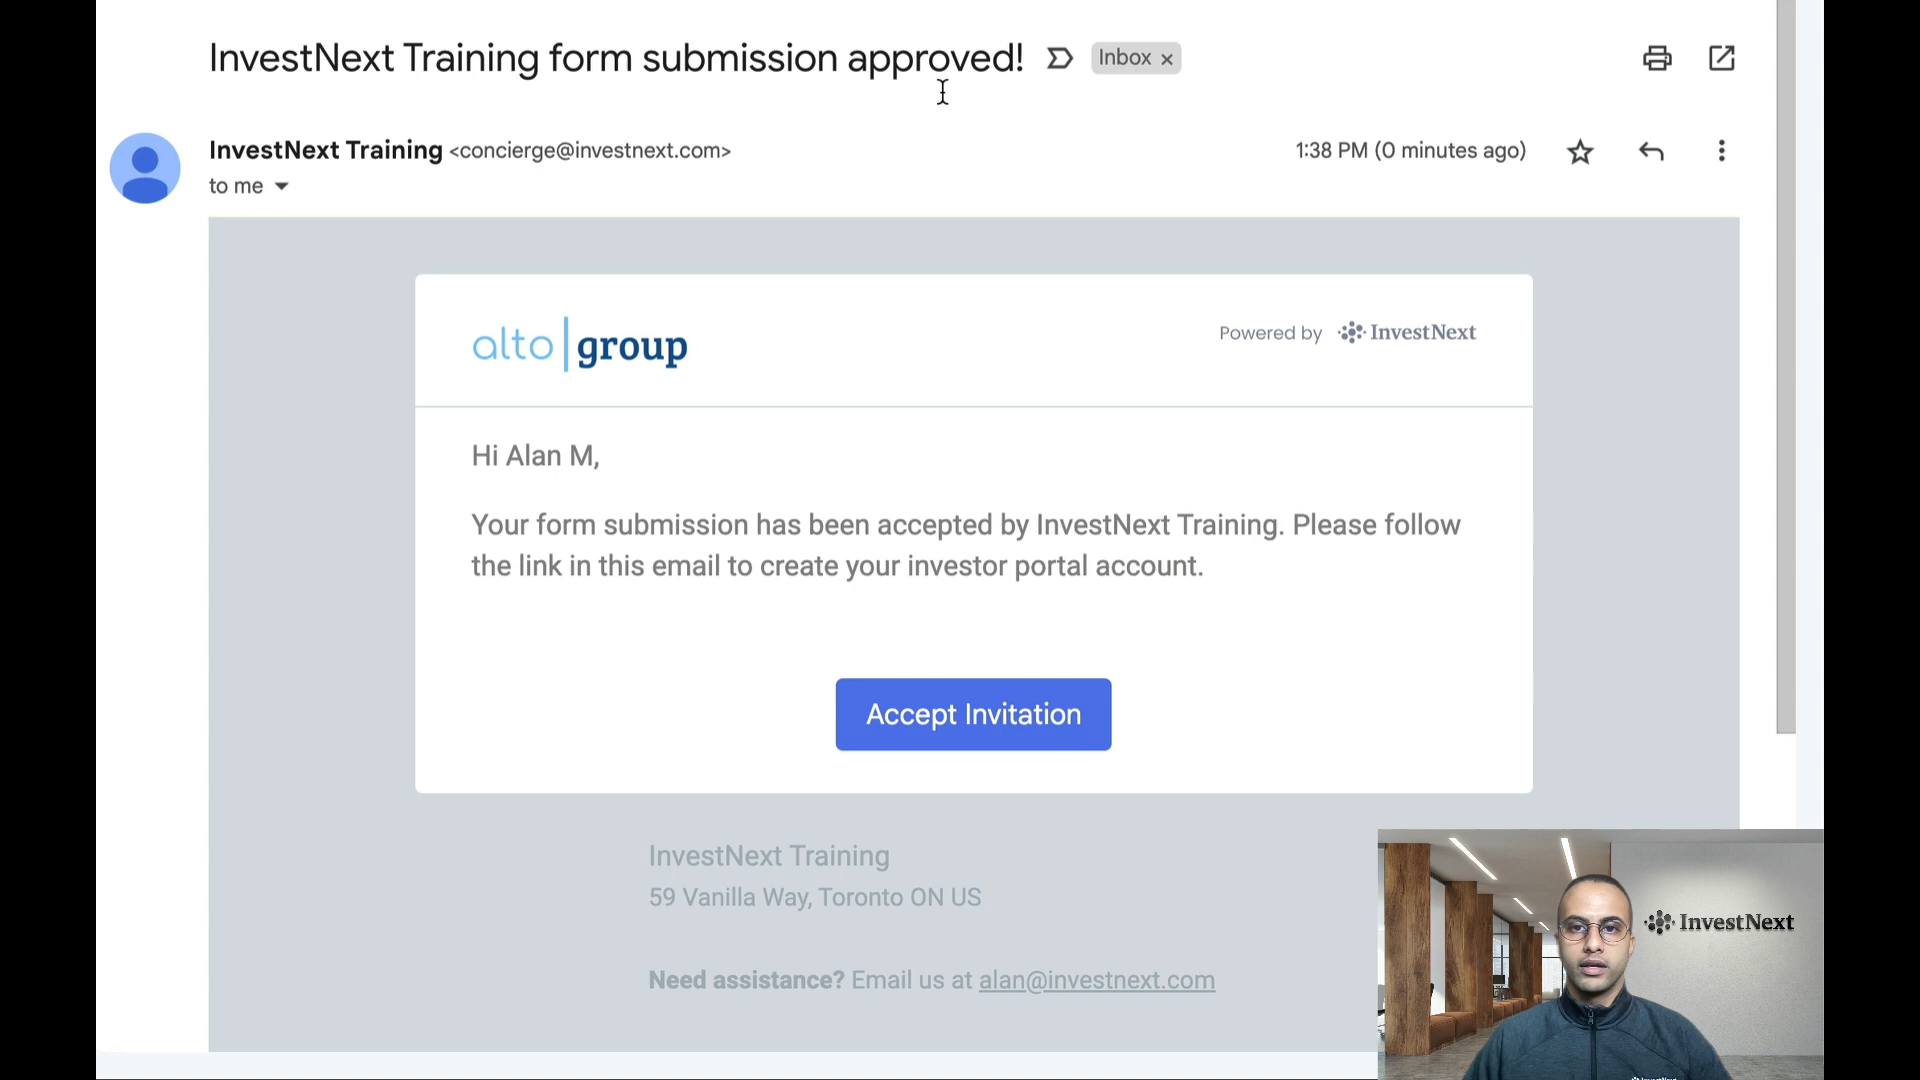 InvestNext Training form submission approved!
Inbox ×
InvestNext Training <concierge@investnext.com>
1:38 PM (0 minutes ago)
to me
alto group
Powered by InvestNext
Hi Alan M,
Your form submission has been accepted by InvestNext Training. Please follow
the link in this email to create your investor portal account.
Accept Invitation
InvestNext Training
59 Vanilla Way, Toronto ON US
InvestNext
Need assistance? Email us at alan@investnext.com